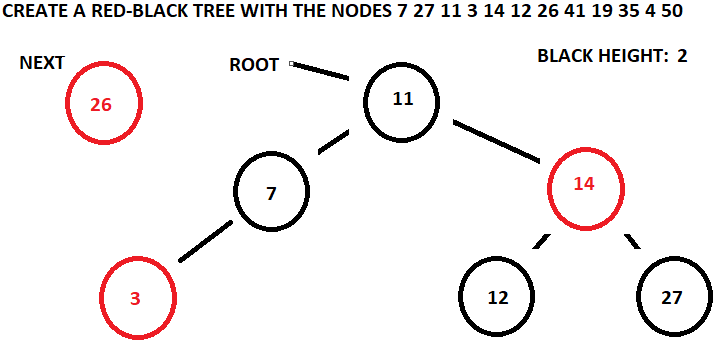 CREATE A RED-BLACK TREE WITH THE NODES 7 27 11 3 14 12 26 41 19 35 4 50
NEXT
ROOT
BLACK HEIGHT: 2
26
11
7
14
3
12
27